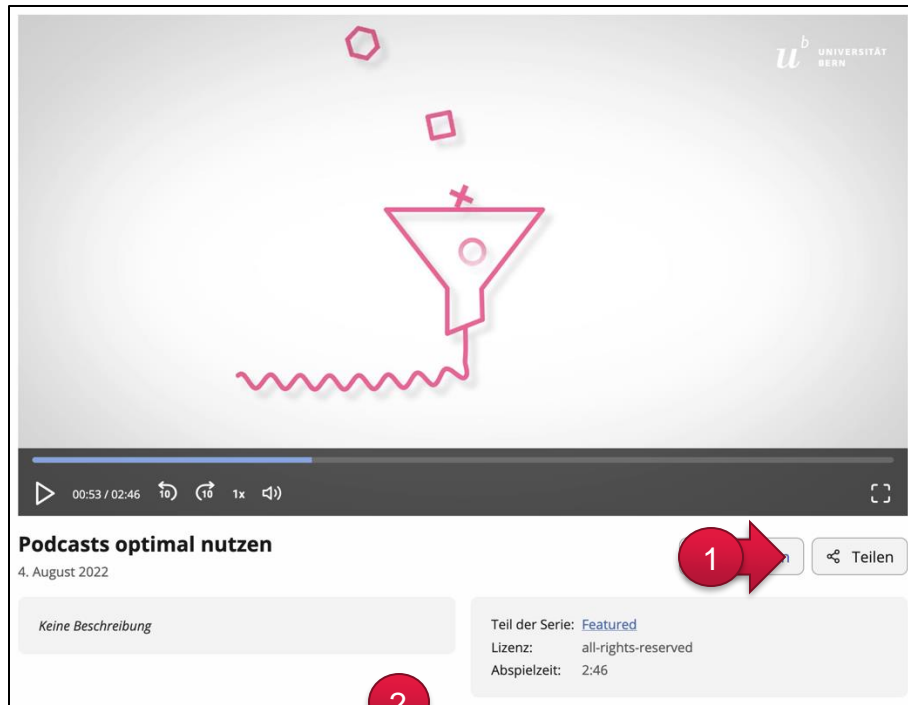 u^b UNIVERSITÄT
BERN
00:53 / 02:46 10 10 1x
Podcasts optimal nutzen
4. August 2022
1
Teilen
Keine Beschreibung
Teil der Serie: Featured
Lizenz: all-rights-reserved
Abspielzeit: 2:46
2